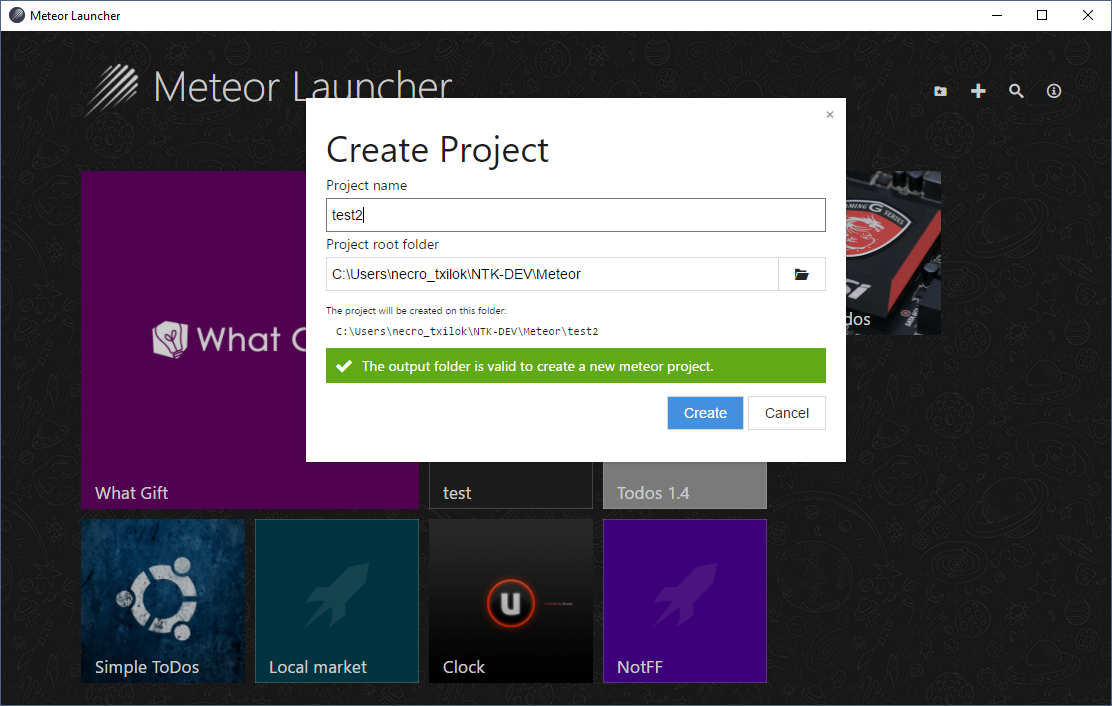 Meteor Launcher
Meteor Launcher
×
Create Project
Project name
test2
Project root folder
C:\Users\necro_txilok\NTK-DEV\Meteor
The project will be created on this folder:
C:\Users\necro_txilok\NTK-DEV\Meteor\test2
The output folder is valid to create a new meteor project.
Create
Cancel
What
What Gift
test
Todos 1.4
GAMING G SERIES
dos
Simple ToDos
Local market
U
Clock
NotFF